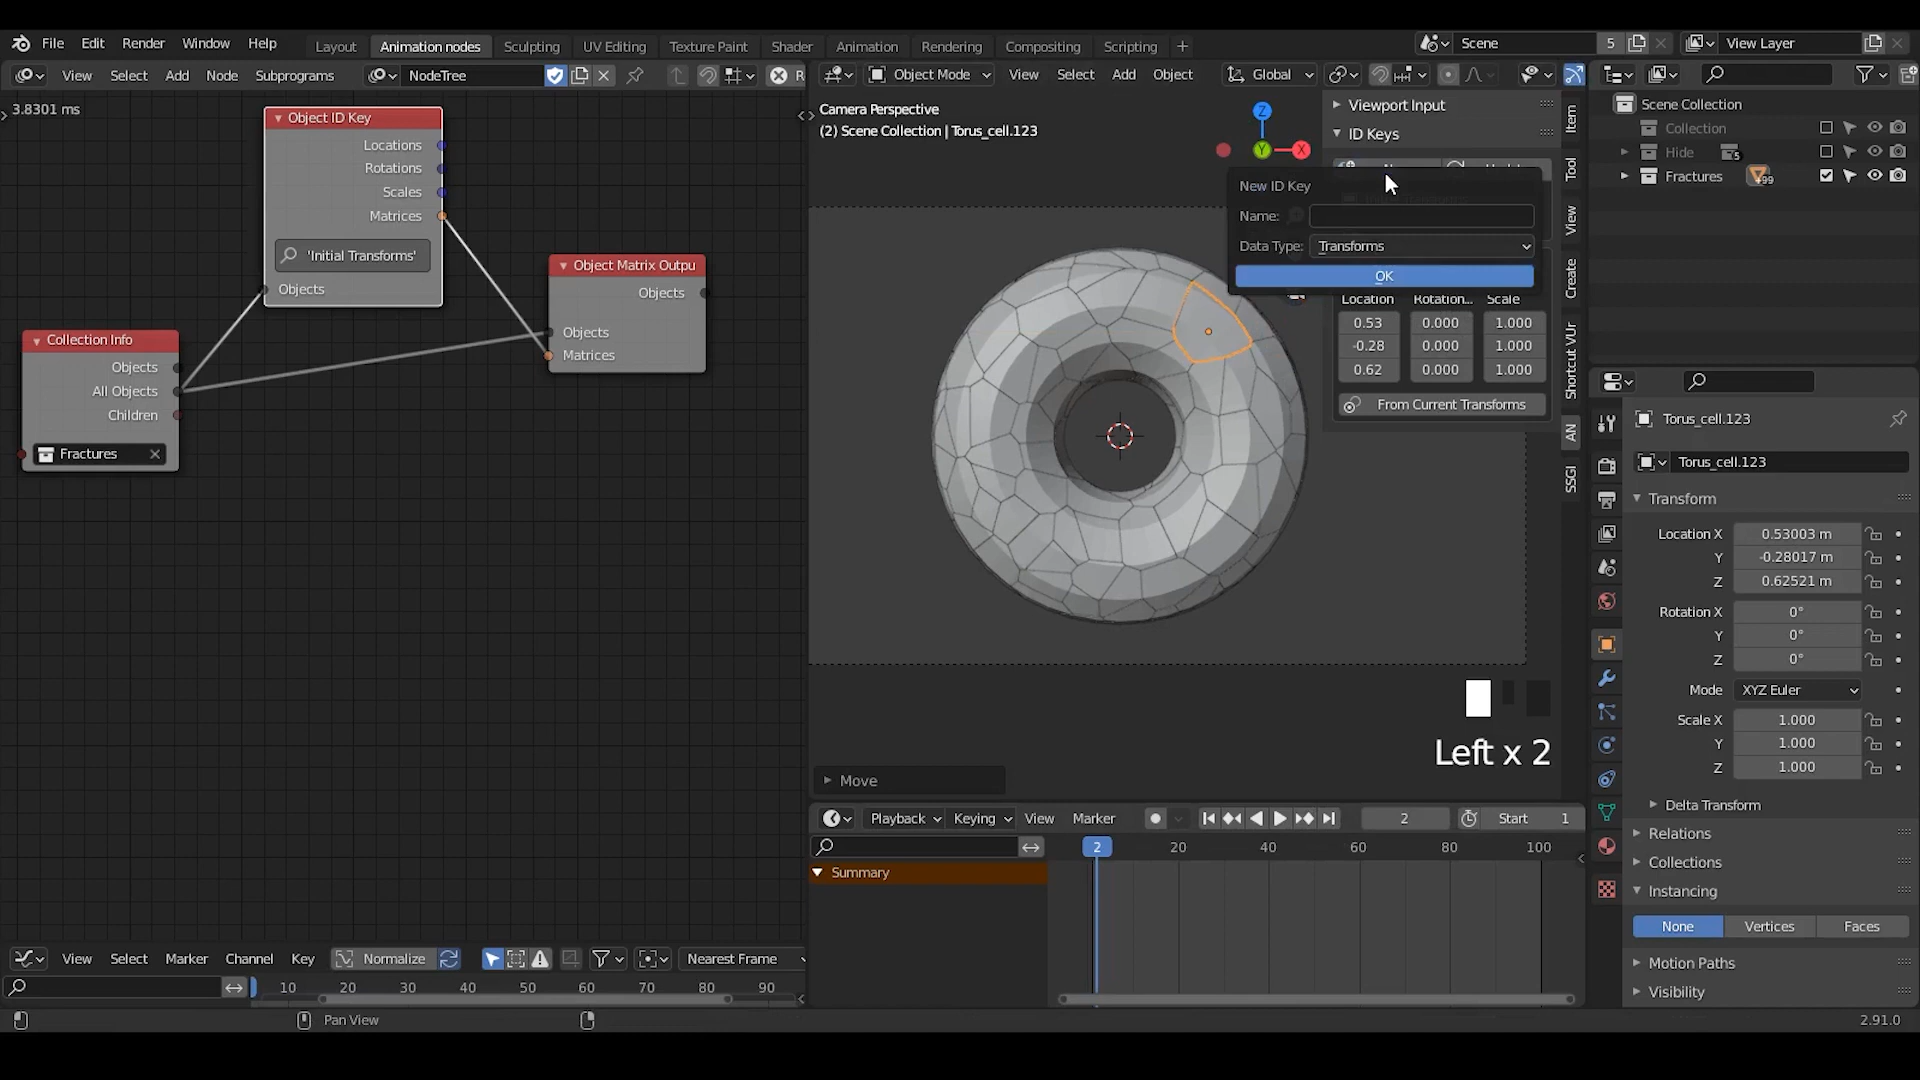 File Edit Render Window Help
Layout Animation nodes Sculpting UV Editing Texture Paint Shader Animation Rendering Compositing Scripting +
Scene 5 View Layer
View Select Add Node Subprograms NodeTree R
Object Mode View Select Add Object Global
3.8301 ms
Object ID Key
Locations
Rotations
Scales
Matrices
'Initial Transforms'
Objects
Object Matrix Outpu
Objects
Objects
Matrices
Collection Info
Objects
All Objects
Children
Fractures
Camera Perspective
(2) Scene Collection | Torus_cell.123
Z
Y
X
Viewport Input
ID Keys
New ID Key
Name:
Data Type: Transforms
OK
Location Rotation... Scale
0.53 0.000 1.000
-0.28 0.000 1.000
0.62 0.000 1.000
From Current Transforms
Item
Tool
View
Create
Shortcut VUr
AN
SSGI
Left x 2
Move
Playback Keying View Marker 2 Start 1
2 20 40 60 80 100
Summary
View Select Marker Channel Key Normalize Nearest Frame
10 20 30 40 50 60 70 80 90
Pan View
2.91.0
Scene Collection
Collection
Hide 5
Fractures 99
Torus_cell.123
Torus_cell.123
Transform
Location X 0.53003 m
Y -0.28017 m
Z 0.62521 m
Rotation X 0°
Y 0°
Z 0°
Mode XYZ Euler
Scale X 1.000
Y 1.000
Z 1.000
Delta Transform
Relations
Collections
Instancing
None Vertices Faces
Motion Paths
Visibility